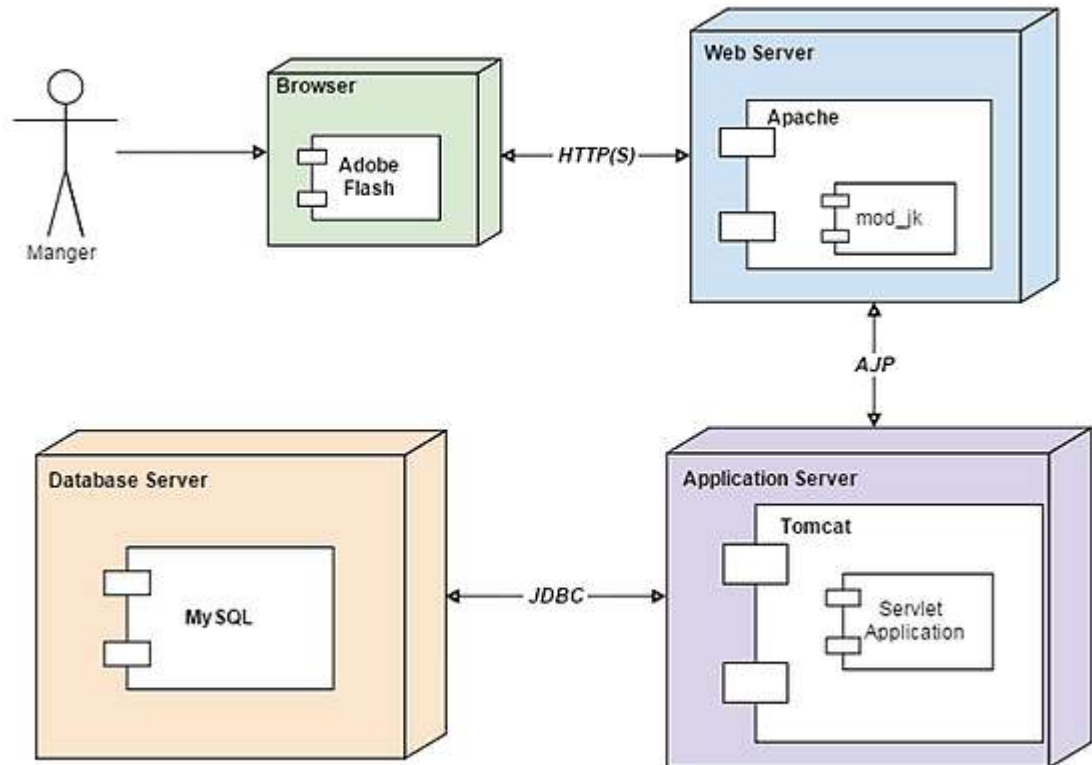 Manger
Browser
Adobe
Flash
HTTP(S)
Web Server
Apache
mod_jk
AJP
Database Server
MySQL
JDBC
Application Server
Tomcat
Servlet
Application